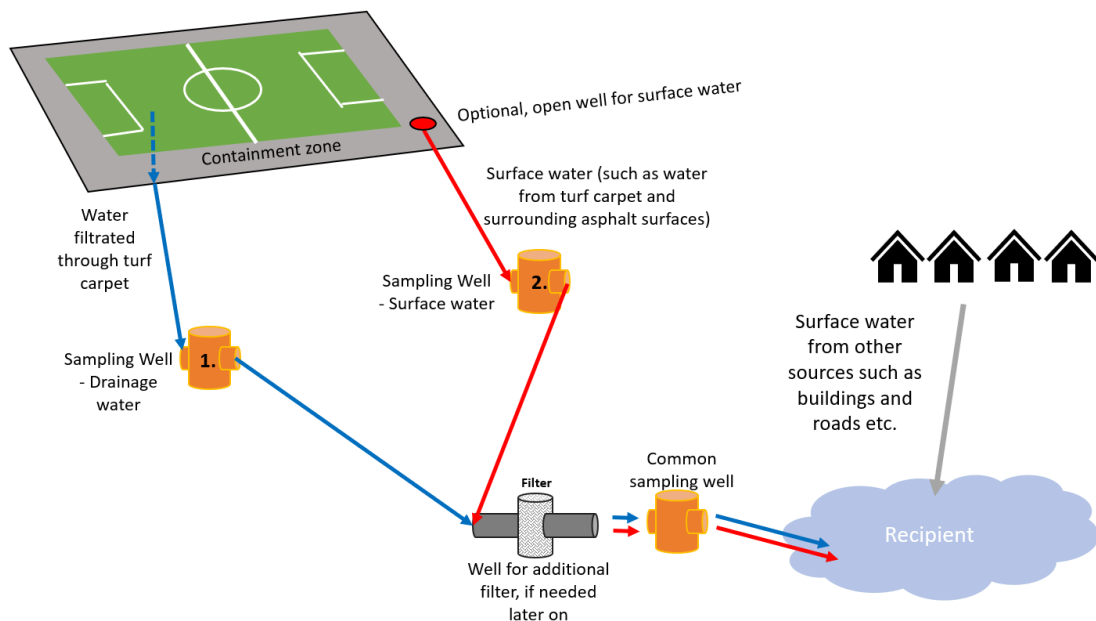 Optional, open well for surface water
Containment zone
Surface water (such as water
from turf carpet and
surrounding asphalt surfaces)
Water
filtrated
through turf
carpet
Sampling Well
- Surface water
2.
Sampling Well
- Drainage
water
1.
Surface water
from other
sources such as
buildings and
roads etc.
Filter
Common
sampling well
Well for additional
filter, if needed
later on
Recipient